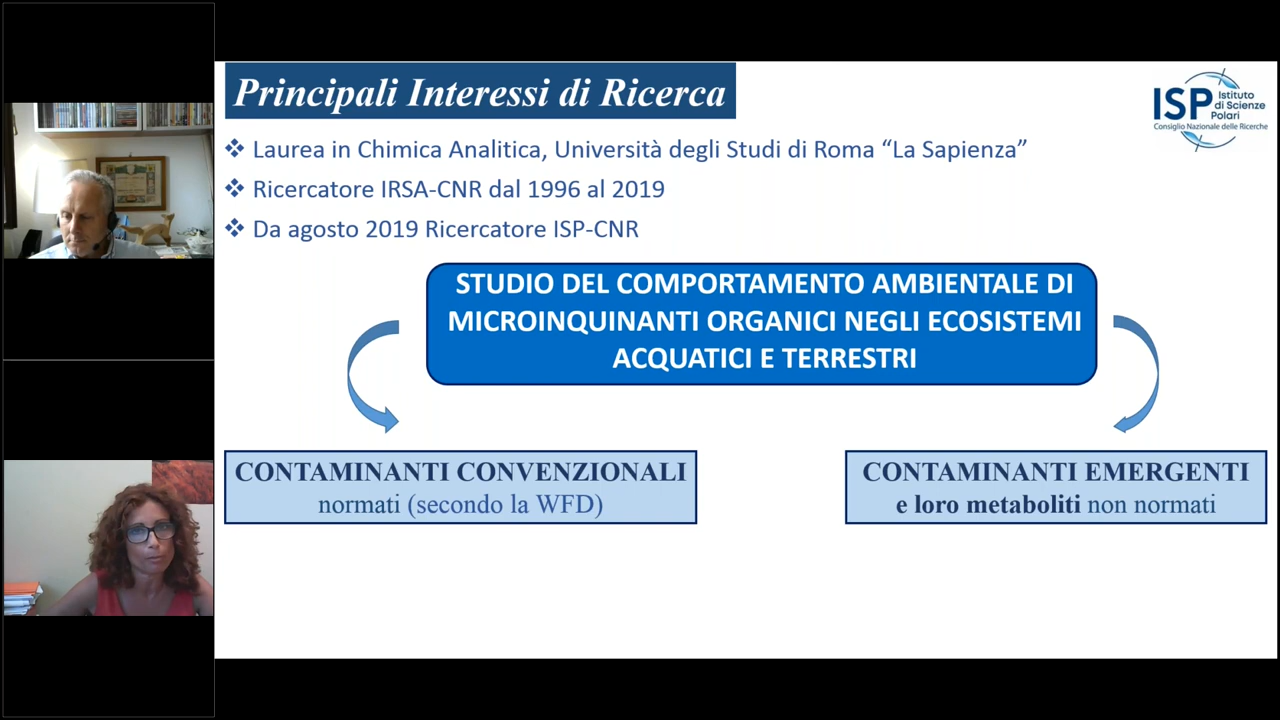 Principali Interessi di Ricerca
ISP Istituto
di Scienze
Polari
Consiglio Nazionale delle Ricerche
❖ Laurea in Chimica Analitica, Università degli Studi di Roma “La Sapienza”
❖ Ricercatore IRSA-CNR dal 1996 al 2019
❖ Da agosto 2019 Ricercatore ISP-CNR
STUDIO DEL COMPORTAMENTO AMBIENTALE DI
MICROINQUINANTI ORGANICI NEGLI ECOSISTEMI
ACQUATICI E TERRESTRI
CONTAMINANTI CONVENZIONALI
normati (secondo la WFD)
CONTAMINANTI EMERGENTI
e loro metaboliti non normati